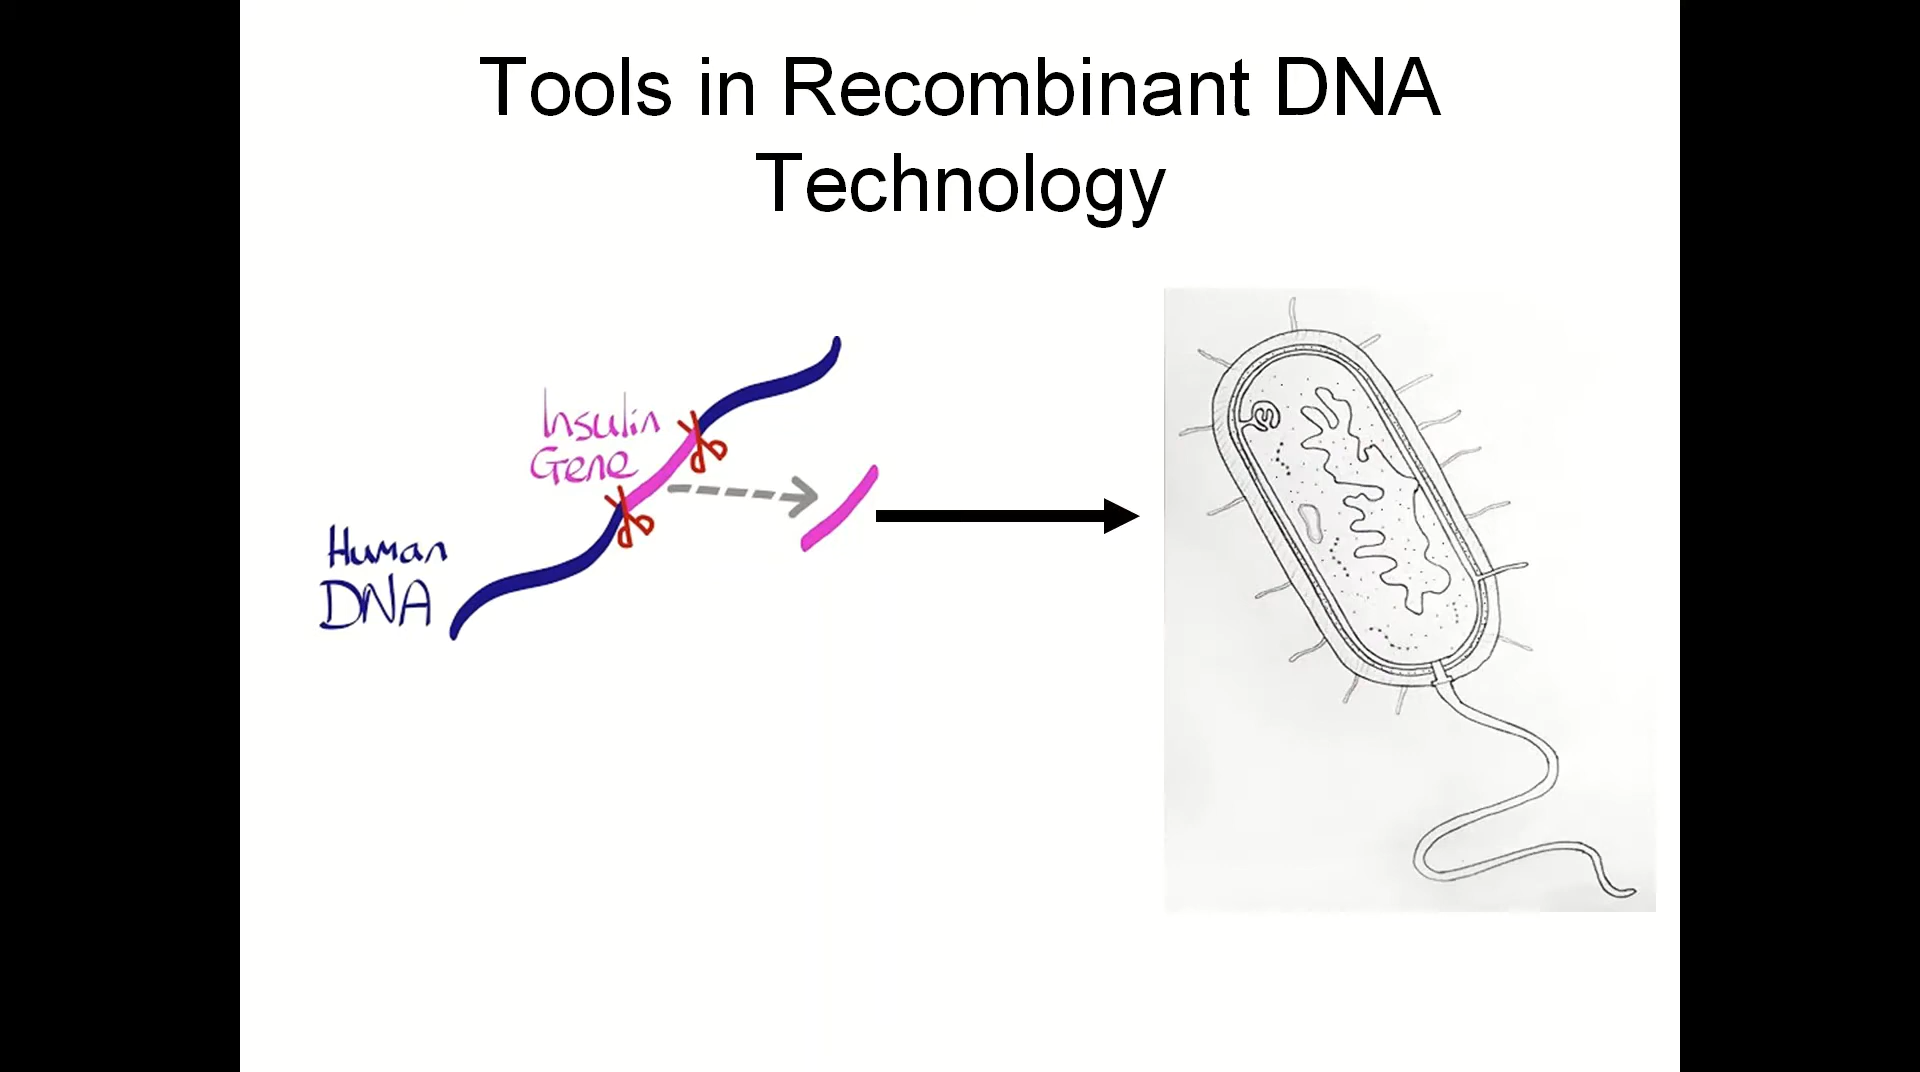 Tools in Recombinant DNA
Technology
Insulin
Gene
Human
DNA